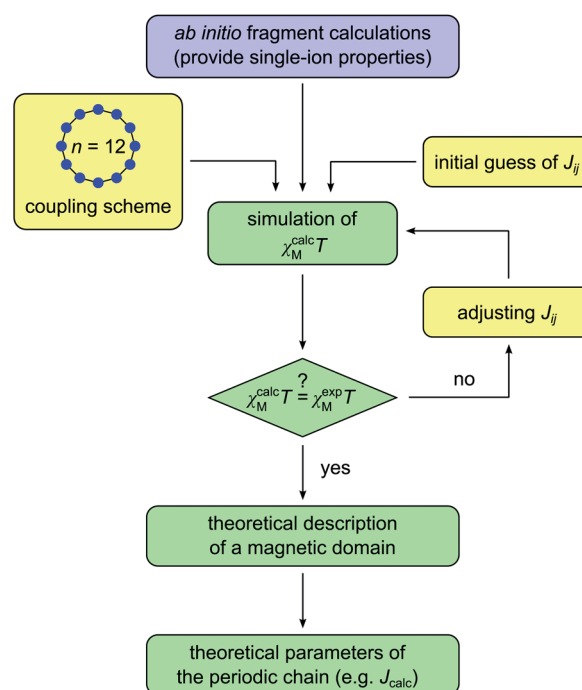 ab initio fragment calculations
(provide single-ion properties)
n = 12
coupling scheme
initial guess of J_ij
simulation of
χ_M^calc T
adjusting J_ij
?
χ_M^calc T = χ_M^exp T
no
yes
theoretical description
of a magnetic domain
theoretical parameters of
the periodic chain (e.g. J_calc)